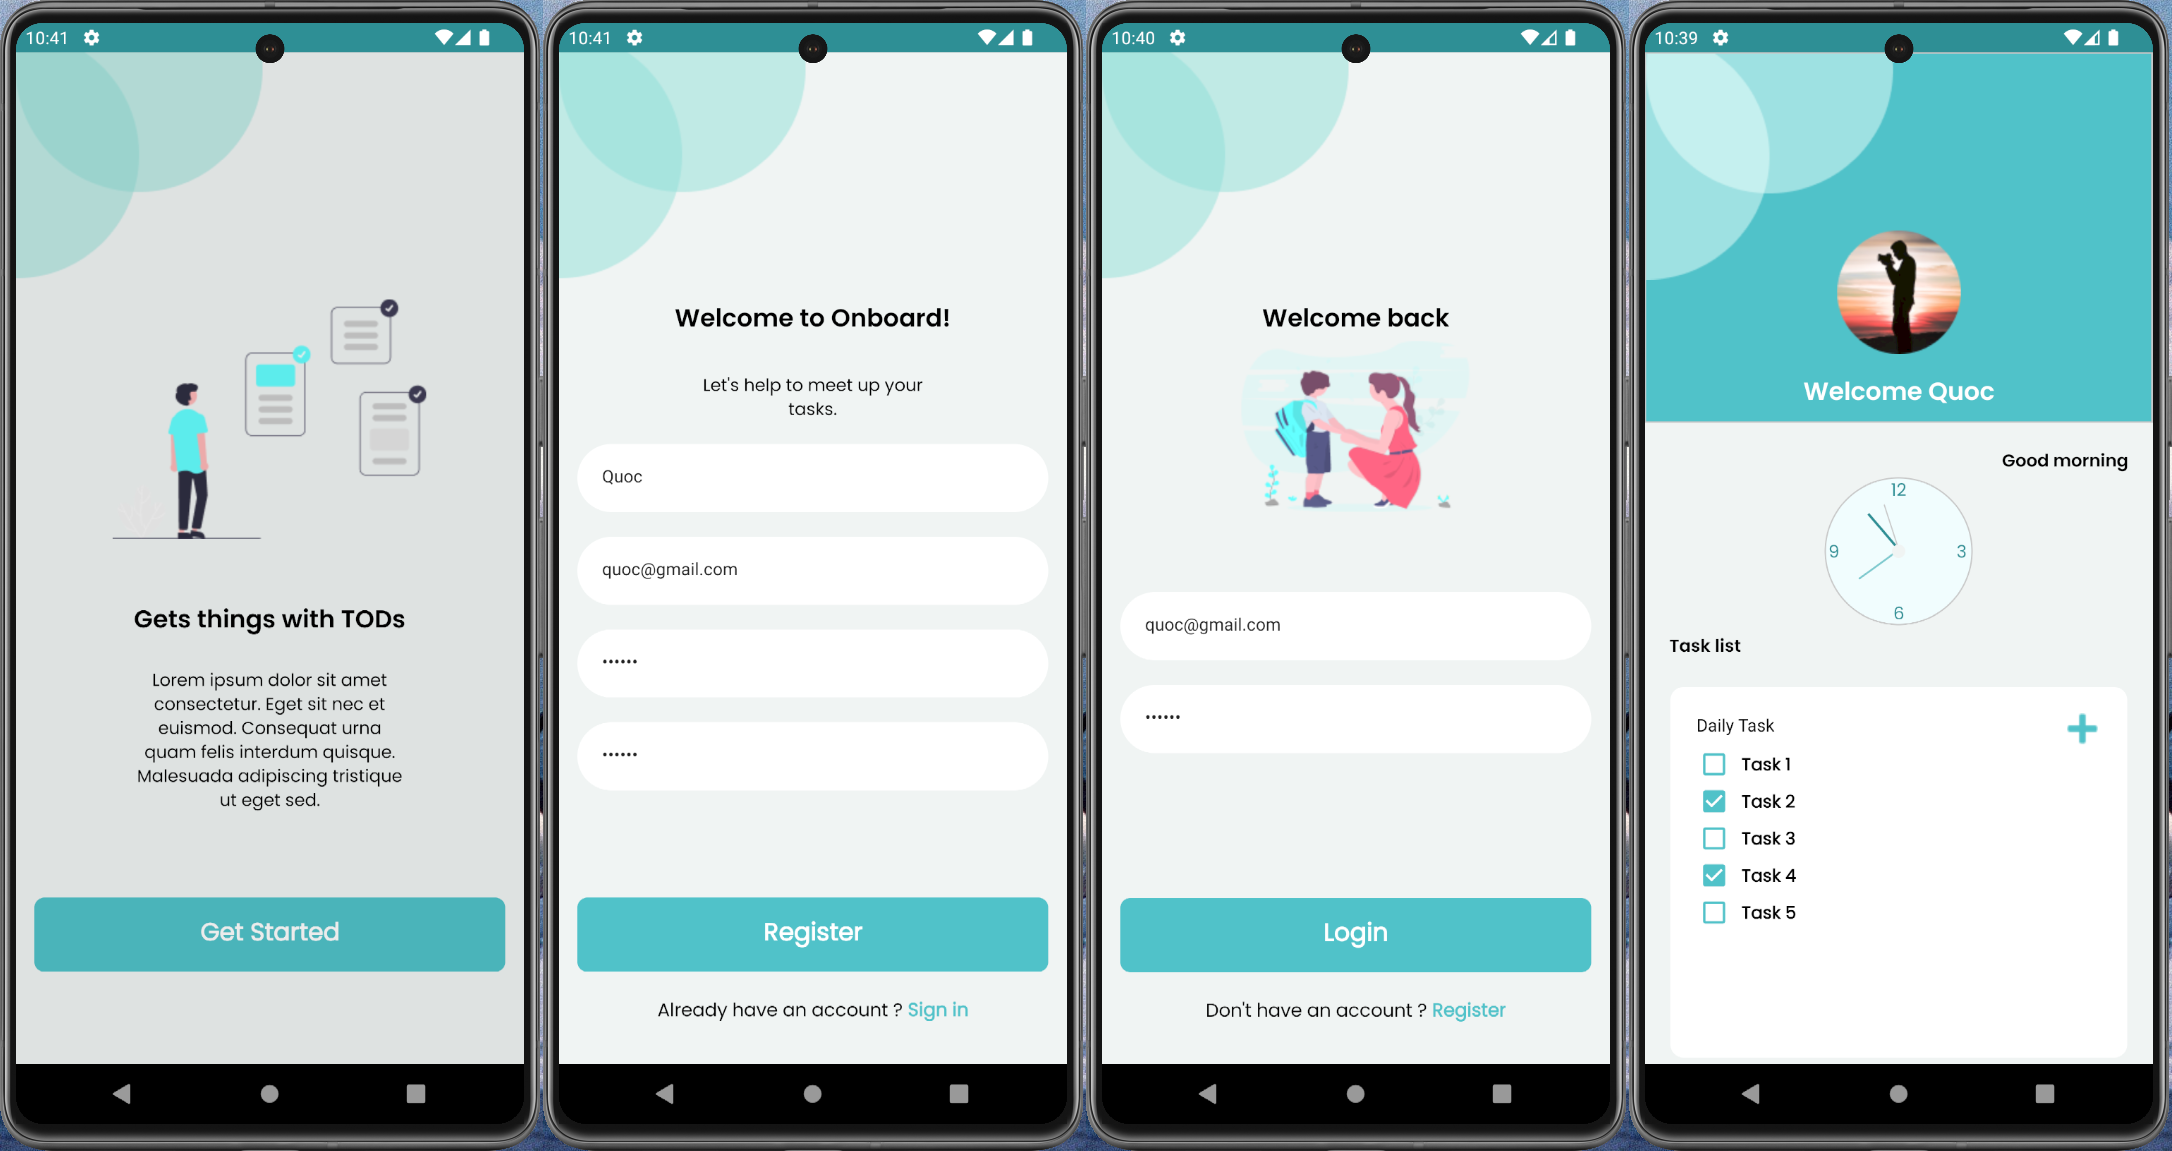 10:41
Gets things with TODs
Lorem ipsum dolor sit amet
consectetur. Eget sit nec et
euismod. Consequat urna
quam felis interdum quisque.
Malesuada adipiscing tristique
ut eget sed.
Get Started
10:41
Welcome to Onboard!
Let's help to meet up your
tasks.
Quoc
quoc@gmail.com
••••••
••••••
Register
Already have an account ? Sign in
10:40
Welcome back
quoc@gmail.com
••••••
Login
Don't have an account ? Register
10:39
Welcome Quoc
Good morning
12
9
3
6
Task list
Daily Task
Task 1
Task 2
Task 3
Task 4
Task 5